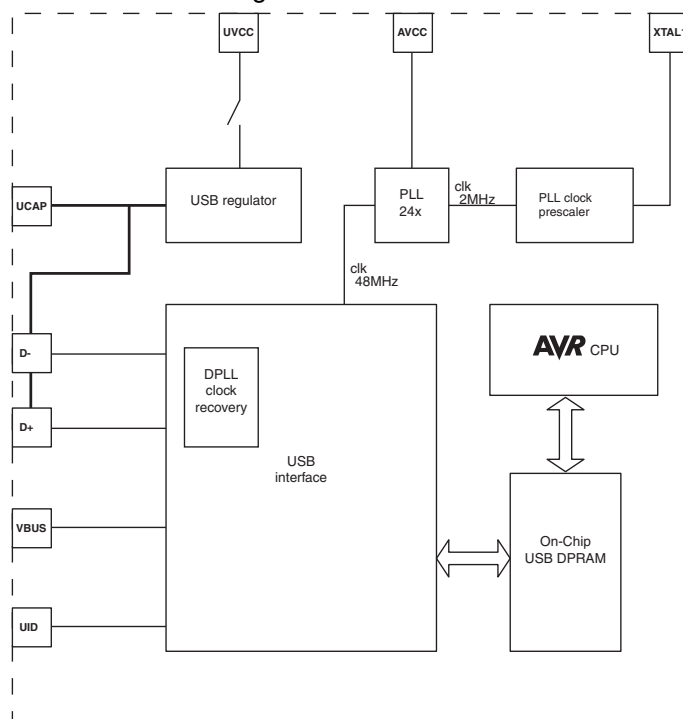 UVCC
AVCC
XTAL1
UCAP
USB regulator
PLL
24x
clk
2MHz
PLL clock
prescaler
clk
48MHz
D-
D+
DPLL
clock
recovery
USB
interface
AVR CPU
VBUS
UID
On-Chip
USB DPRAM